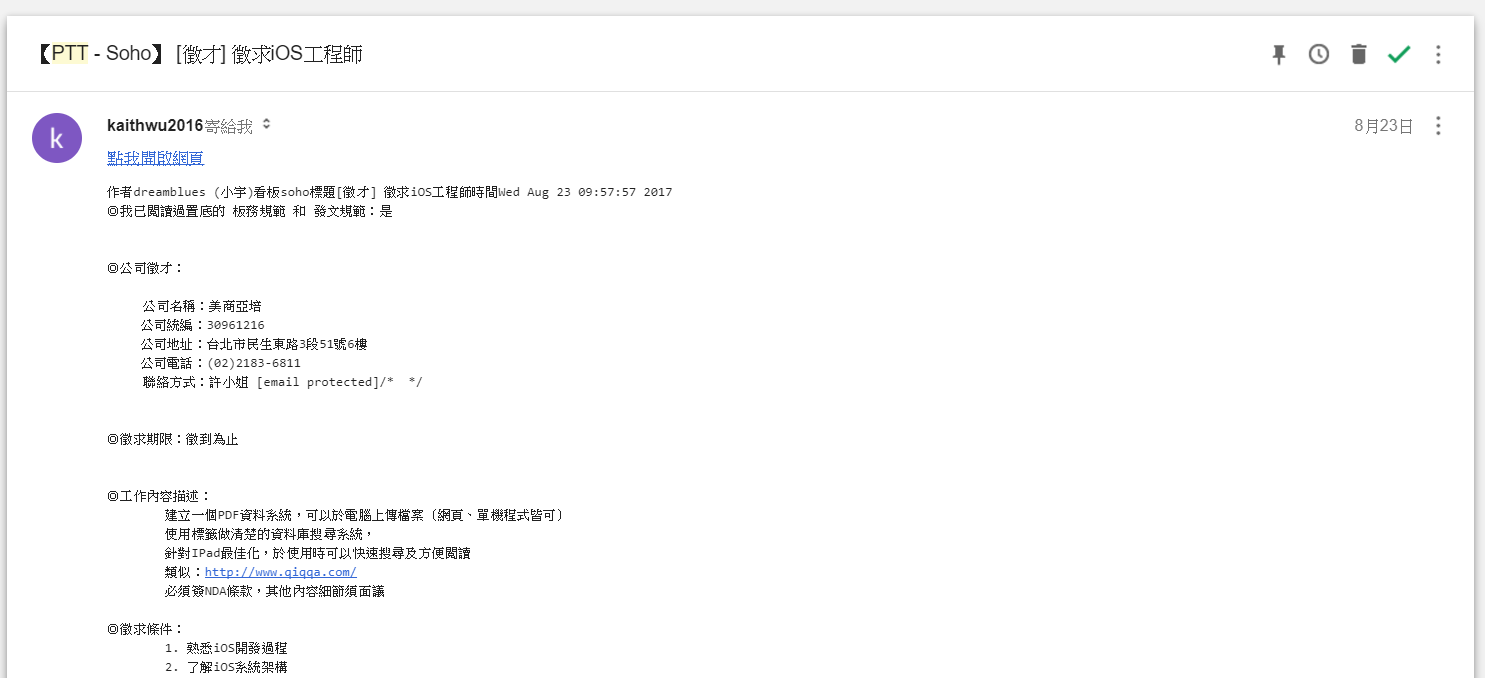 【PTT - Soho】 [徵才] 徵求iOS工程師
k
kaithwu2016寄給我
8月23日
點我開啟網頁
作者dreamblues (小宇)看板soho標題[徵才] 徵求iOS工程師時間Wed Aug 23 09:57:57 2017
◎我已閱讀過置底的 板務規範 和 發文規範：是
◎公司徵才：
公司名稱：美商亞培
公司統編：30961216
公司地址：台北市民生東路3段51號6樓
公司電話：(02)2183-6811
聯絡方式：許小姐 [email protected]/* */
◎徵求期限：徵到為止
◎工作內容描述：
建立一個PDF資料系統，可以於電腦上傳檔案（網頁、單機程式皆可）
使用標籤做清楚的資料庫搜尋系統，
針對IPad最佳化，於使用時可以快速搜尋及方便閱讀
類似：http://www.qiqqa.com/
必須簽NDA條款，其他內容細節須面議
◎徵求條件：
1. 熟悉iOS開發過程
2. 了解iOS系統架構